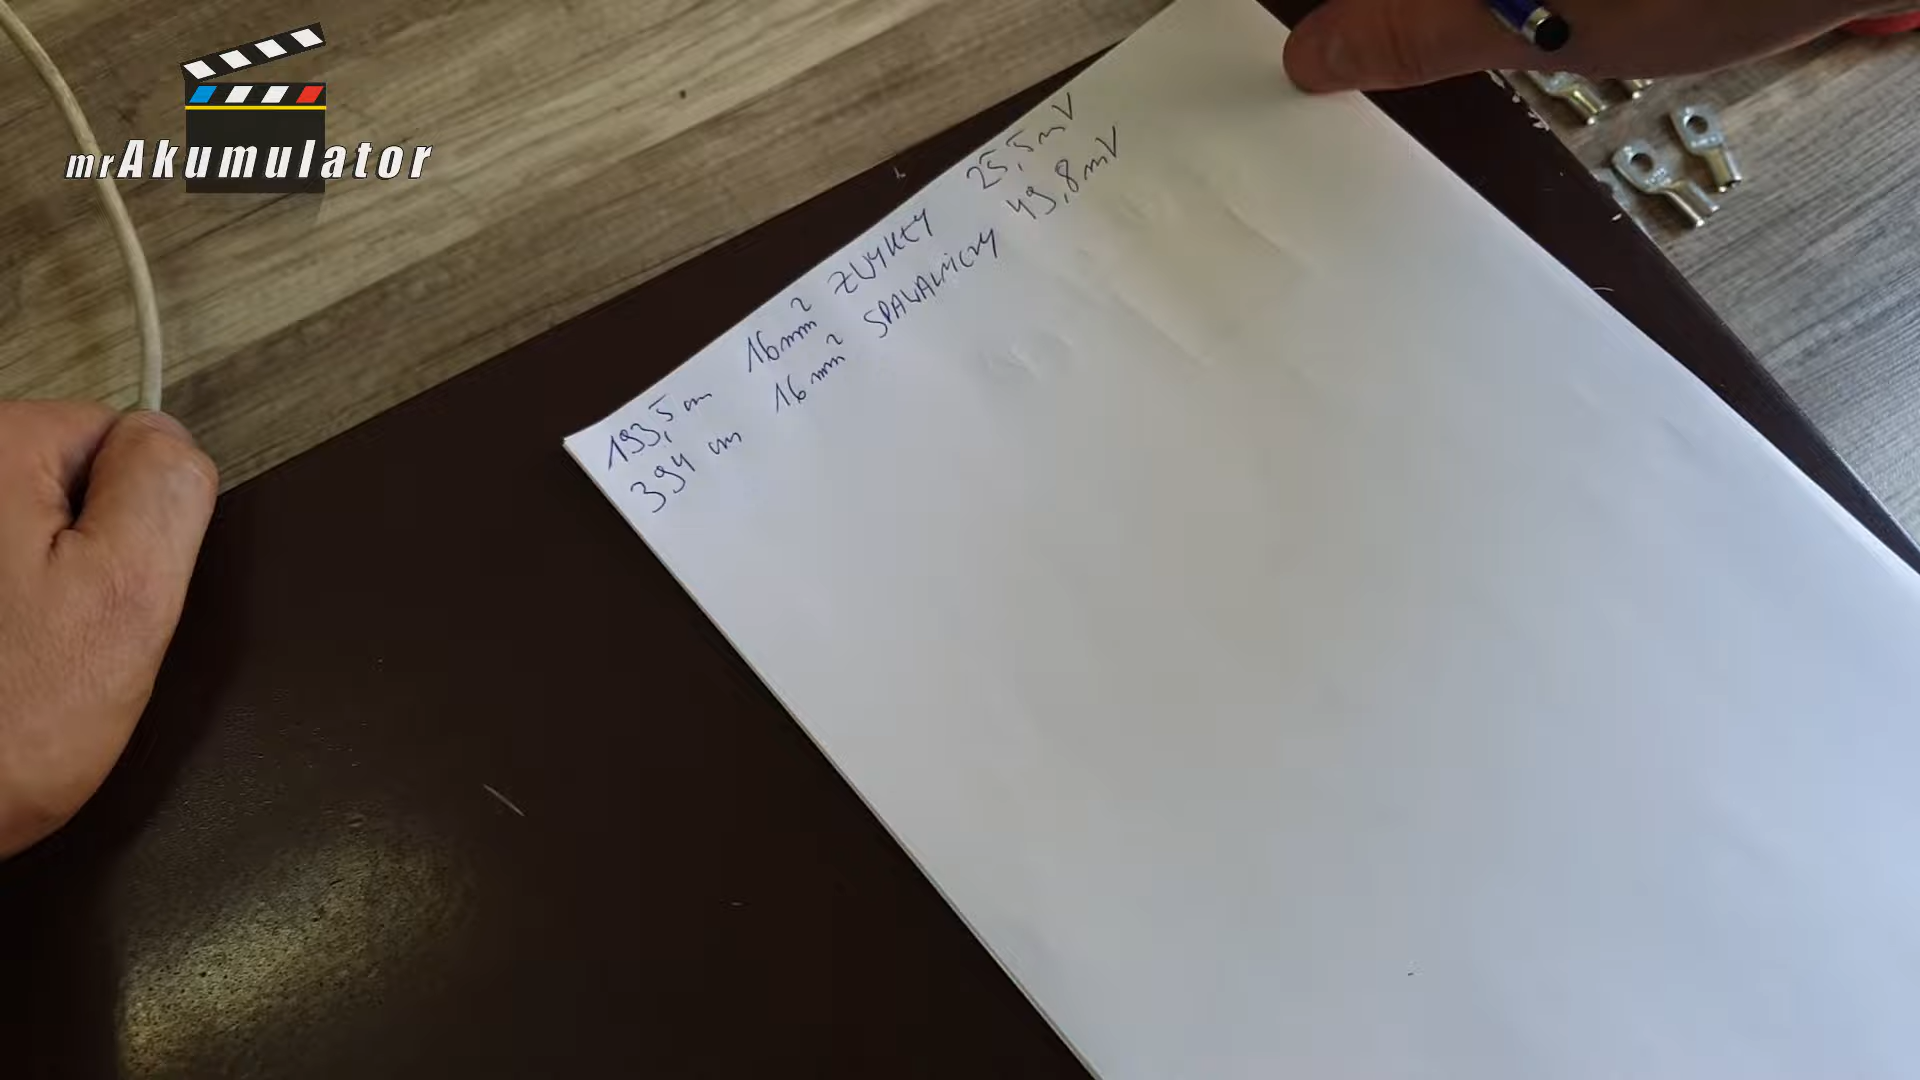 mrAkumulator
193,5 cm 16mm² ZWYKŁY 25,5mV
394 cm 16mm² SPAWALNICZY 49,8mV